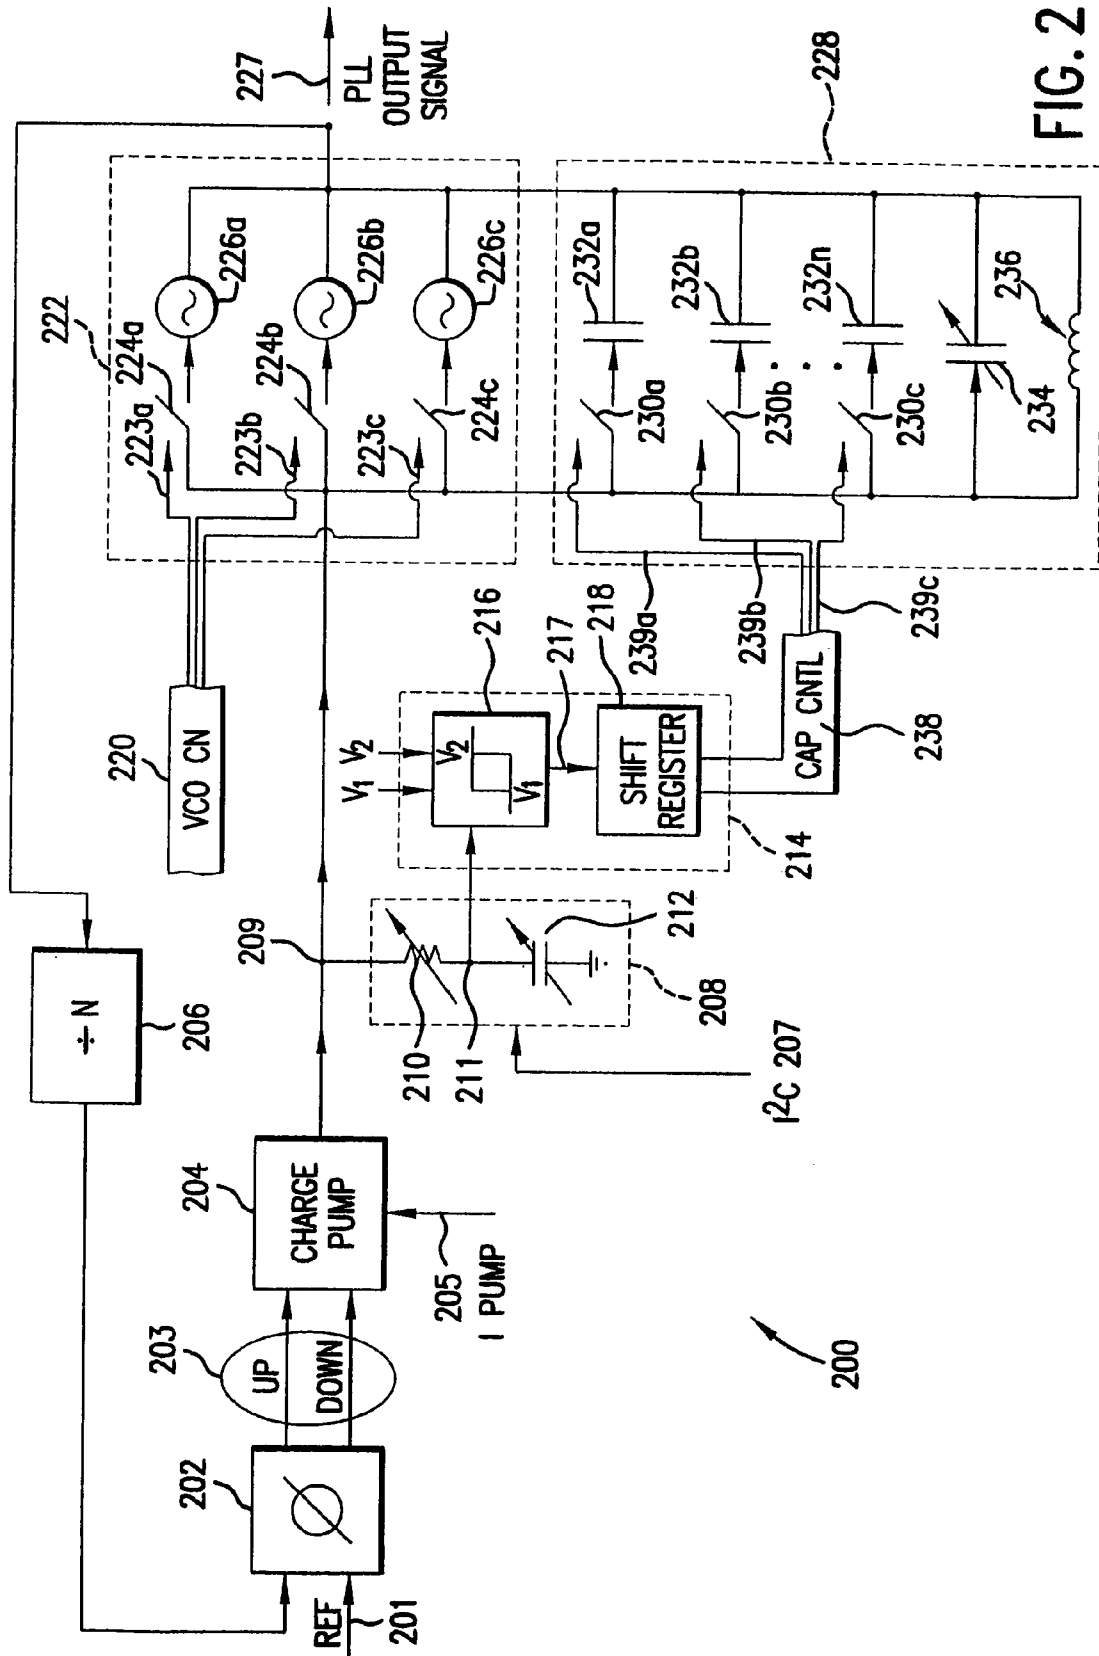 227
PLL
OUTPUT
SIGNAL
222
224a
223a
226a
224b
223b
226b
223c
224c
226c
220
VCO CN
206
÷ N
209
216
V1 V2
V2
V1
217
218
SHIFT
REGISTER
214
210
211
212
208
I2C 207
204
CHARGE
PUMP
205
I PUMP
203
UP
DOWN
202
REF
201
200
228
232a
230a
232b
230b
232n
230c
234
236
239a
239b
239c
CAP CNTL
238
FIG. 2